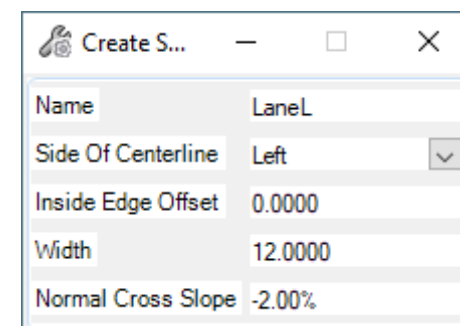 Create S...
Name LaneL
Side Of Centerline Left
Inside Edge Offset 0.0000
Width 12.0000
Normal Cross Slope -2.00%